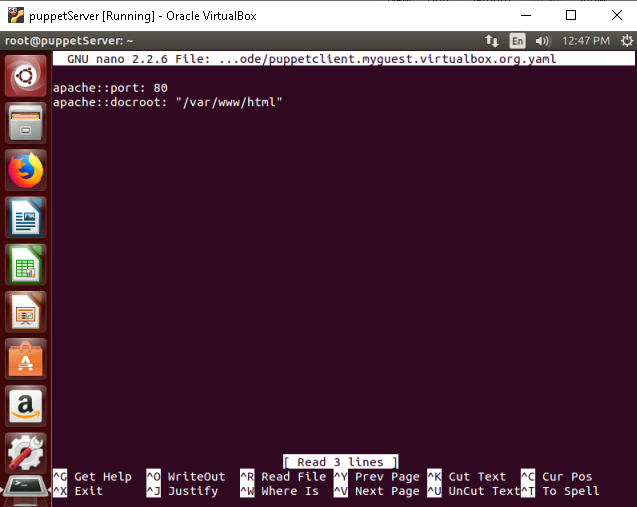 puppetServer [Running] - Oracle VirtualBox
root@puppetServer: ~ En 12:47 PM
GNU nano 2.2.6 File: ...ode/puppetclient.myguest.virtualbox.org.yaml
apache::port: 80
apache::docroot: "/var/www/html"
[ Read 3 lines ]
^G Get Help ^O WriteOut ^R Read File ^Y Prev Page ^K Cut Text ^C Cur Pos
^X Exit ^J Justify ^W Where Is ^V Next Page ^U UnCut Text^T To Spell